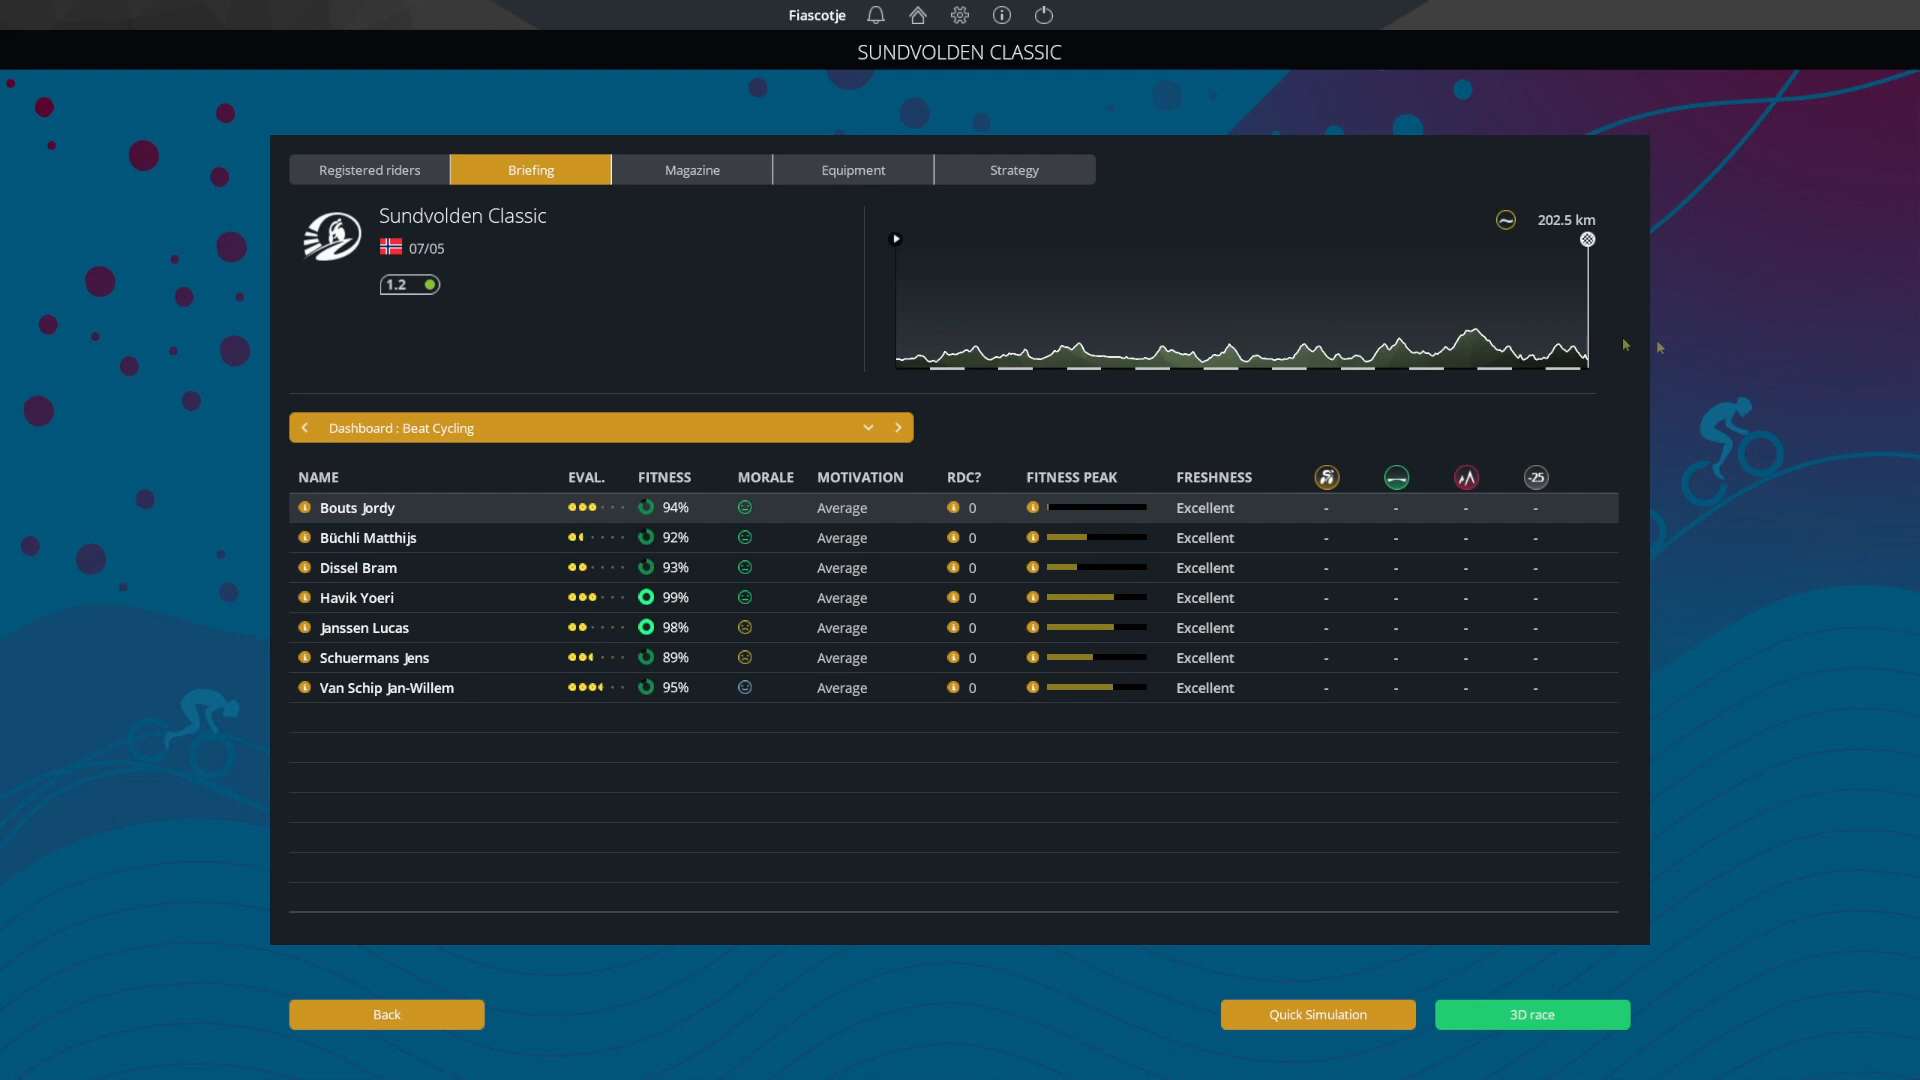 Fiascotje
SUNDVOLDEN CLASSIC
Registered riders Briefing Magazine Equipment Strategy
Sundvolden Classic
07/05
1.2
202.5 km
Dashboard : Beat Cycling
NAME EVAL. FITNESS MORALE MOTIVATION RDC? FITNESS PEAK FRESHNESS -25
Bouts Jordy 94% Average 0 Excellent - - - -
Büchli Matthijs 92% Average 0 Excellent - - - -
Dissel Bram 93% Average 0 Excellent - - - -
Havik Yoeri 99% Average 0 Excellent - - - -
Janssen Lucas 98% Average 0 Excellent - - - -
Schuermans Jens 89% Average 0 Excellent - - - -
Van Schip Jan-Willem 95% Average 0 Excellent - - - -
Back Quick Simulation 3D race